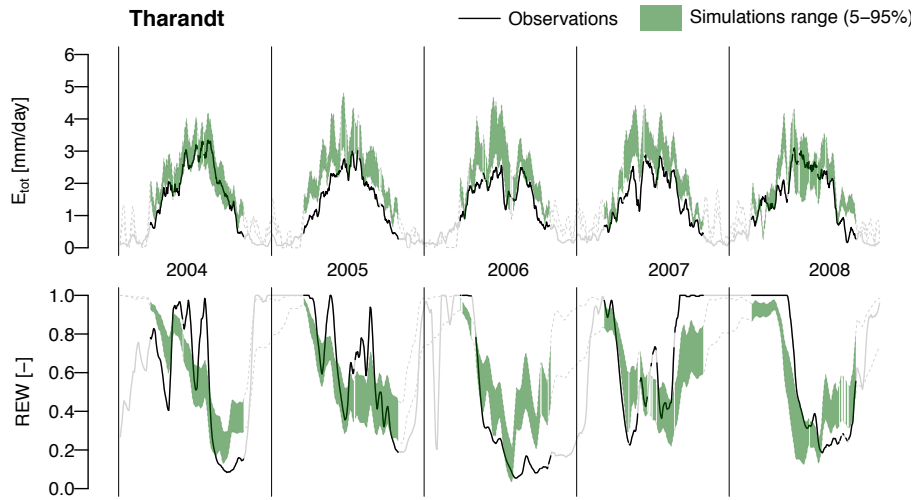 Tharandt
Observations
Simulations range (5–95%)
E_tot [mm/day]
6
5
4
3
2
1
0
2004 2005 2006 2007 2008
REW [–]
1.0
0.8
0.6
0.4
0.2
0.0